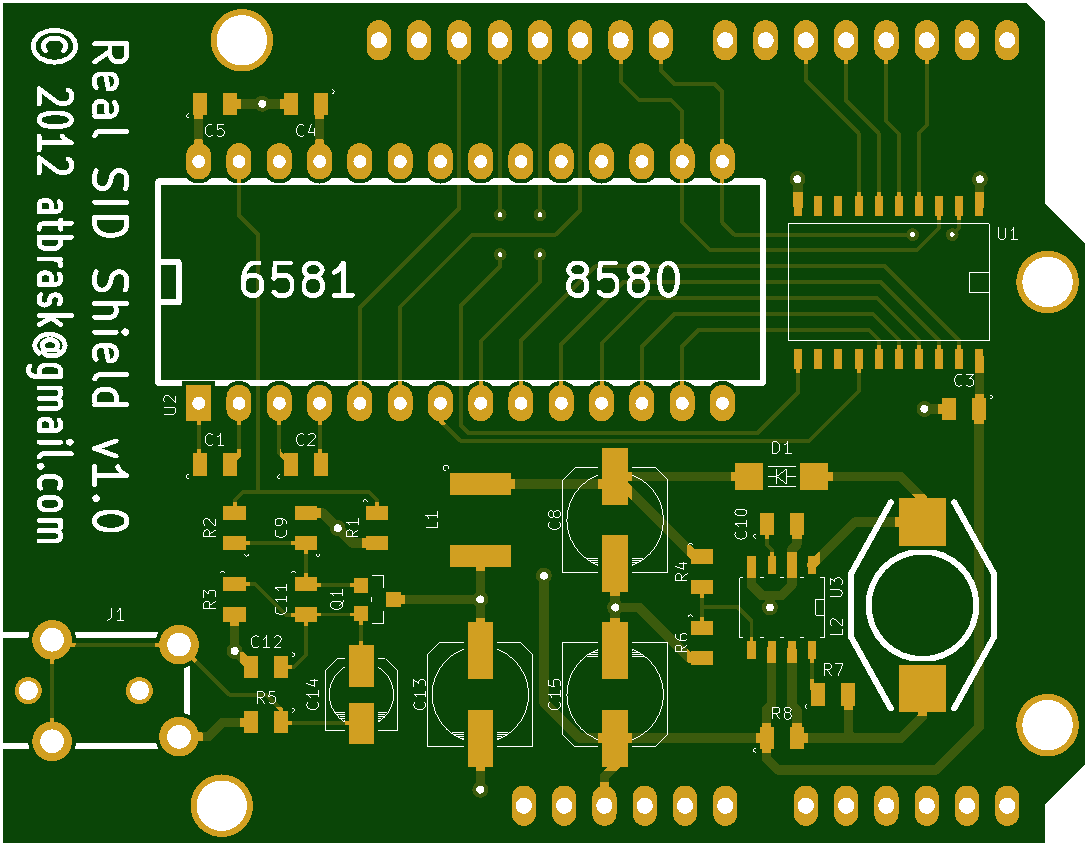 Real SID Shield v1.0
© 2012 atbrask@gmail.com
C5
C4
U1
6581
8580
C3
U2
C1
C2
D1
R2
C9
R1
L1
C8
C10
R4
U3
R3
C11
Q1
L2
J1
C12
R6
R7
R5
C14
C13
C15
R8